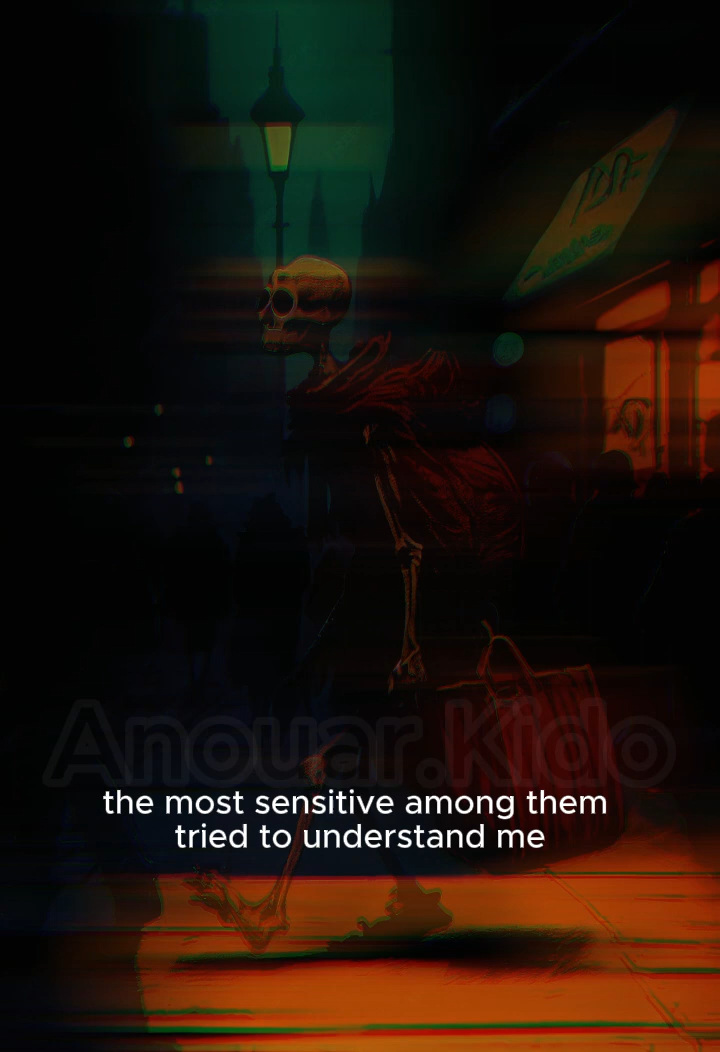 Anouar.Kido
the most sensitive among them
tried to understand me